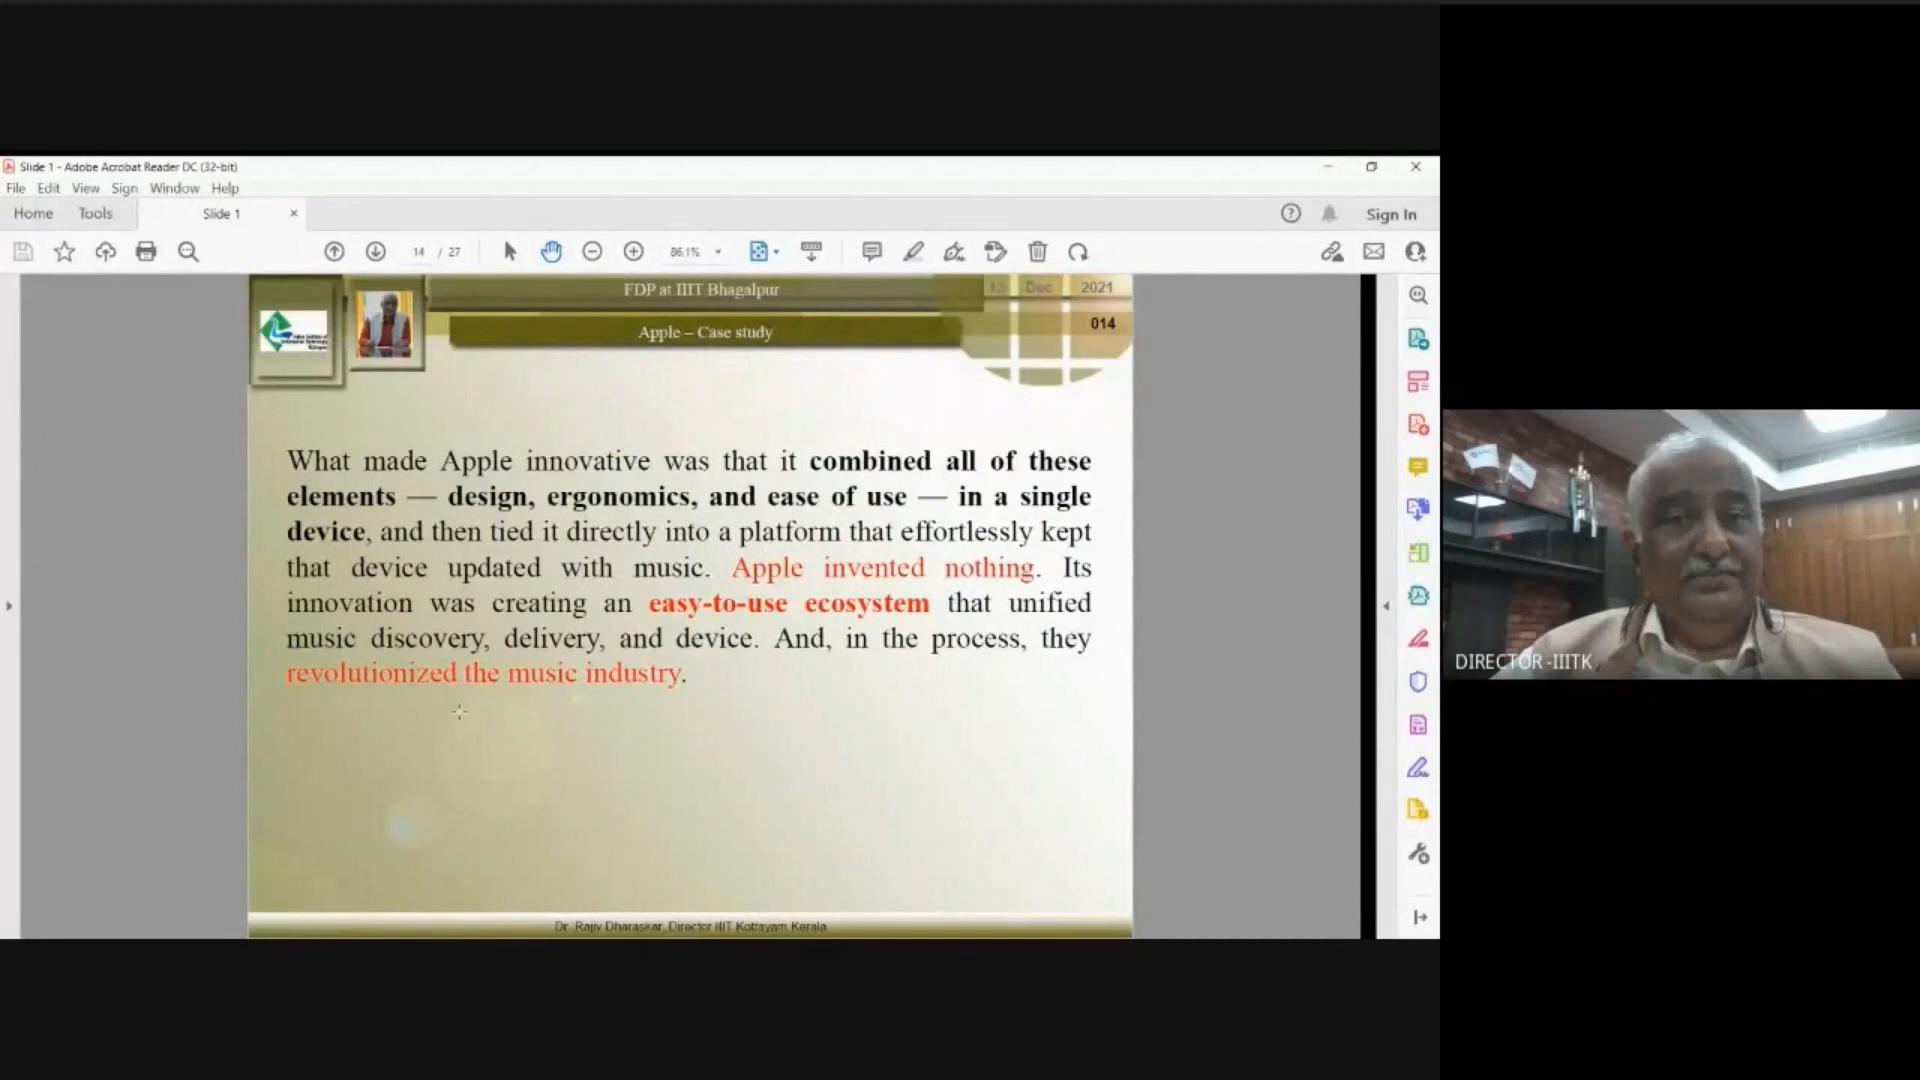 Slide 1 - Adobe Acrobat Reader DC (32-bit)
File Edit View Sign Window Help
Home Tools Slide 1 Sign In
14 / 27 86.1%
FDP at IIIT Bhagalpur
Dec 2021
Apple – Case study
014
What made Apple innovative was that it combined all of these
elements — design, ergonomics, and ease of use — in a single
device, and then tied it directly into a platform that effortlessly kept
that device updated with music. Apple invented nothing. Its
innovation was creating an easy-to-use ecosystem that unified
music discovery, delivery, and device. And, in the process, they
revolutionized the music industry.
DIRECTOR -IIITK
Dr. Rajiv Dharaskar, Director IIIT Kottayam Kerala